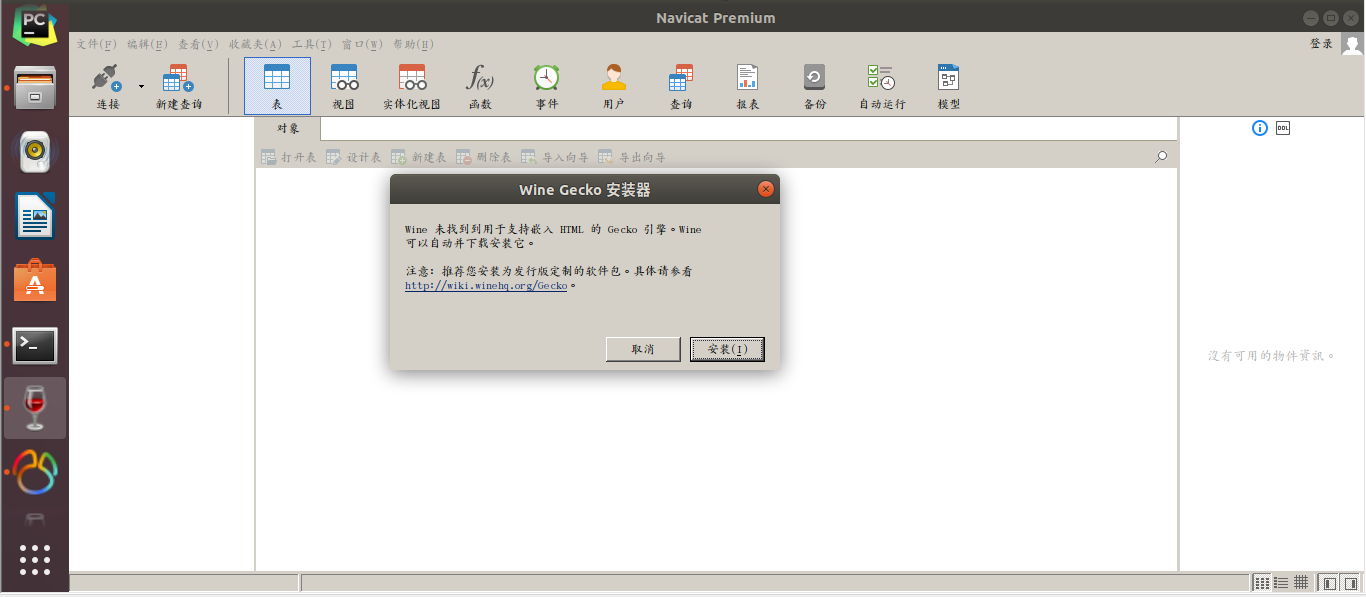 PC
Navicat Premium
文件(F) 编辑(E) 查看(V) 收藏夹(A) 工具(T) 窗口(W) 帮助(H)
登录
连接 新建查询 表 视图 实体化视图 函数 事件 用户 查询 报表 备份 自动运行 模型
f(x)
对象
DDL
打开表 设计表 新建表 删除表 导入向导 导出向导
Wine Gecko 安装器
Wine 未找到到用于支持嵌入 HTML 的 Gecko 引擎。Wine
可以自动并下载安装它。
注意: 推荐您安装为发行版定制的软件包。具体请参看
http://wiki.winehq.org/Gecko。
取消 安装(I)
沒有可用的物件資訊。